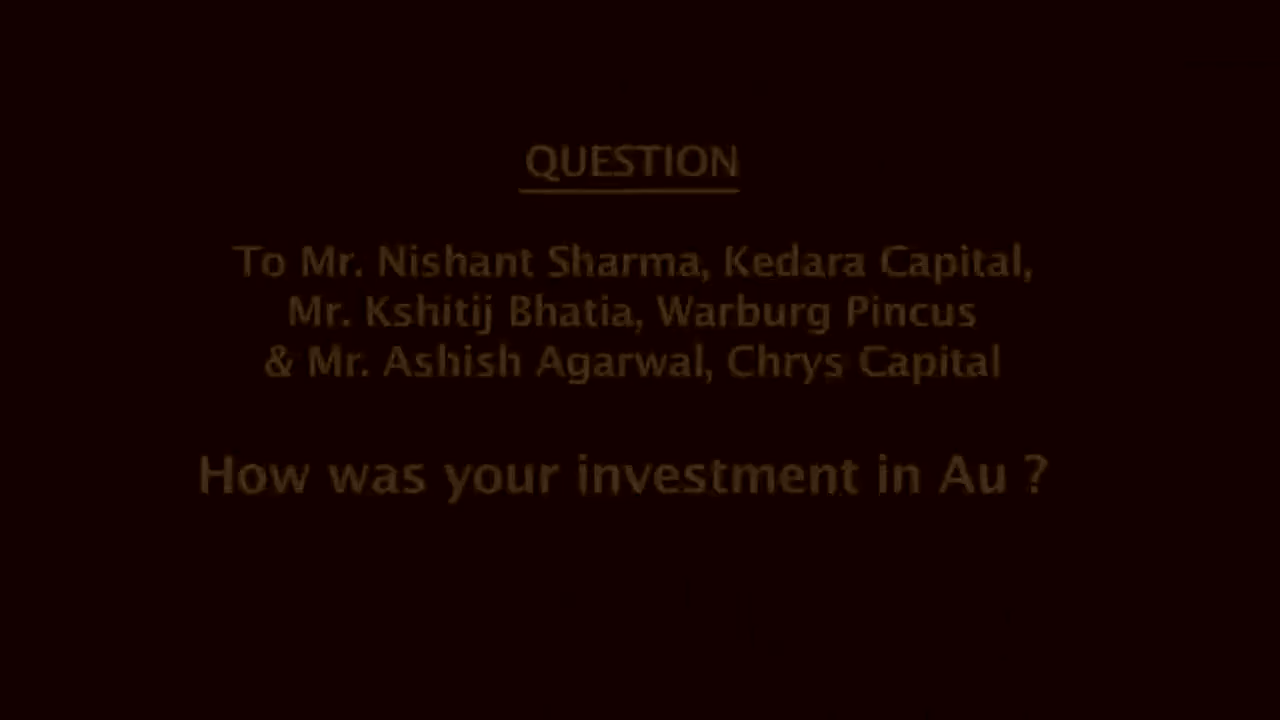 QUESTION
To Mr. Nishant Sharma, Kedara Capital,
Mr. Kshitij Bhatia, Warburg Pincus
& Mr. Ashish Agarwal, Chrys Capital
How was your investment in Au ?